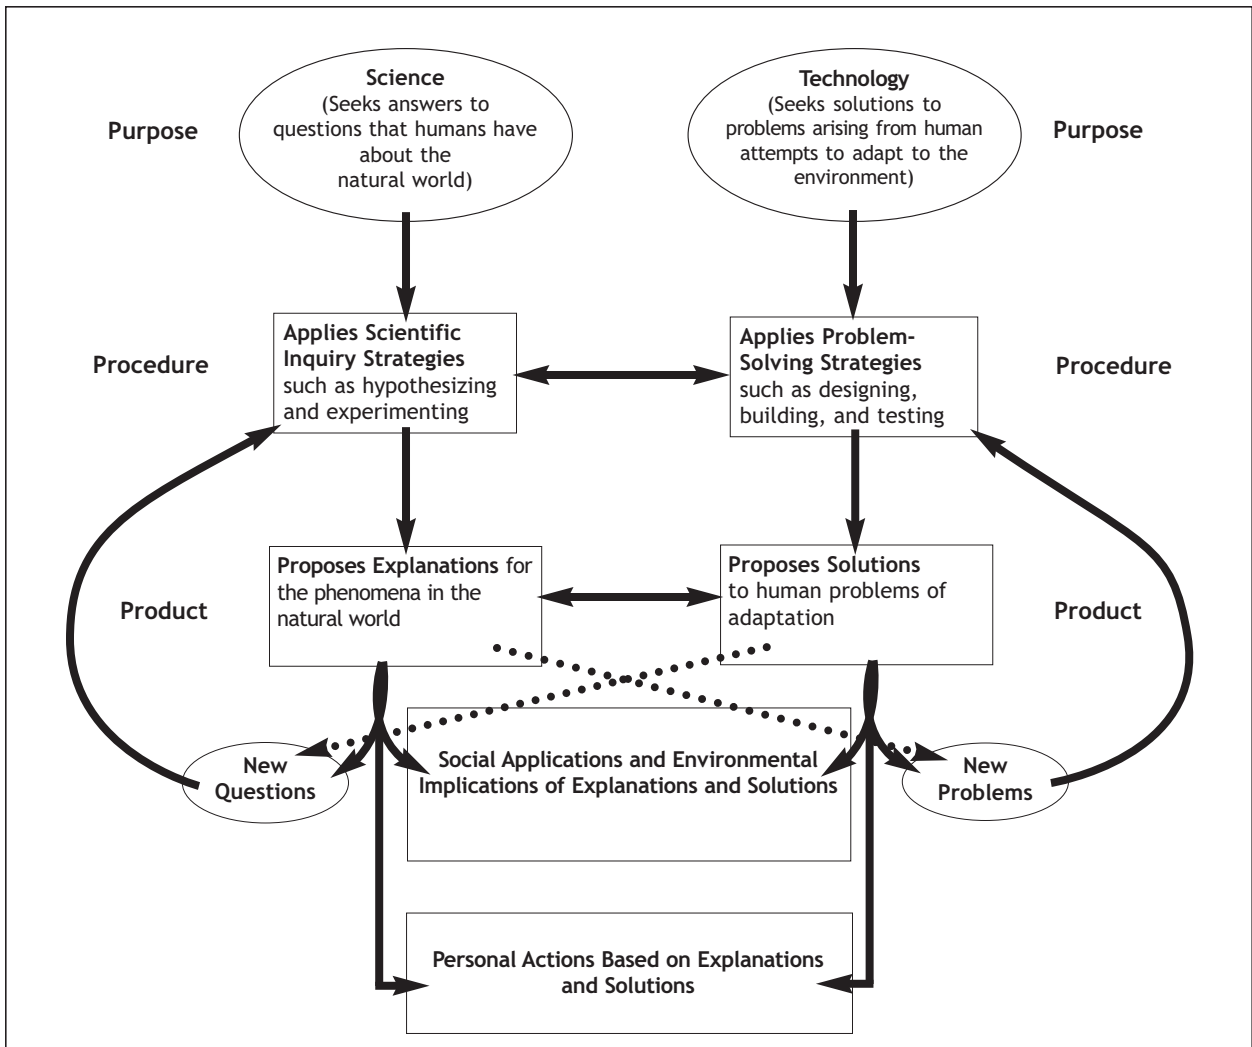 Science
(Seeks answers to
questions that humans have
about the
natural world)
Technology
(Seeks solutions to
problems arising from human
attempts to adapt to the
environment)
Purpose
Purpose
Applies Scientific
Inquiry Strategies
such as hypothesizing
and experimenting
Applies Problem-
Solving Strategies
such as designing,
building, and testing
Procedure
Procedure
Proposes Explanations for
the phenomena in the
natural world
Proposes Solutions
to human problems of
adaptation
Product
Product
New
Questions
Social Applications and Environmental
Implications of Explanations and Solutions
New
Problems
Personal Actions Based on Explanations
and Solutions